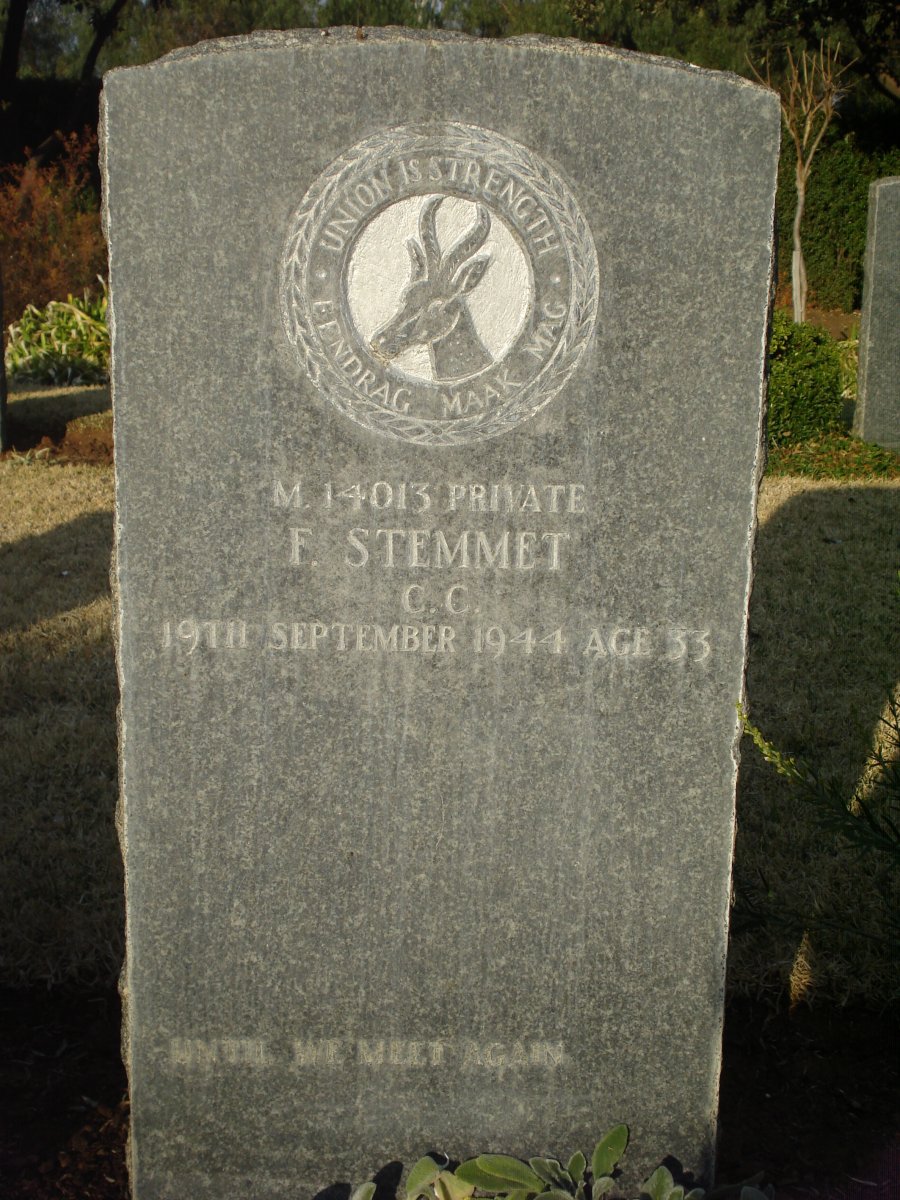 UNION IS STRENGTH
EENDRAG MAAK MAG
M. 14013 PRIVATE
F. STEMMET
C.C.
19TH SEPTEMBER 1944 AGE 33
UNTIL WE MEET AGAIN